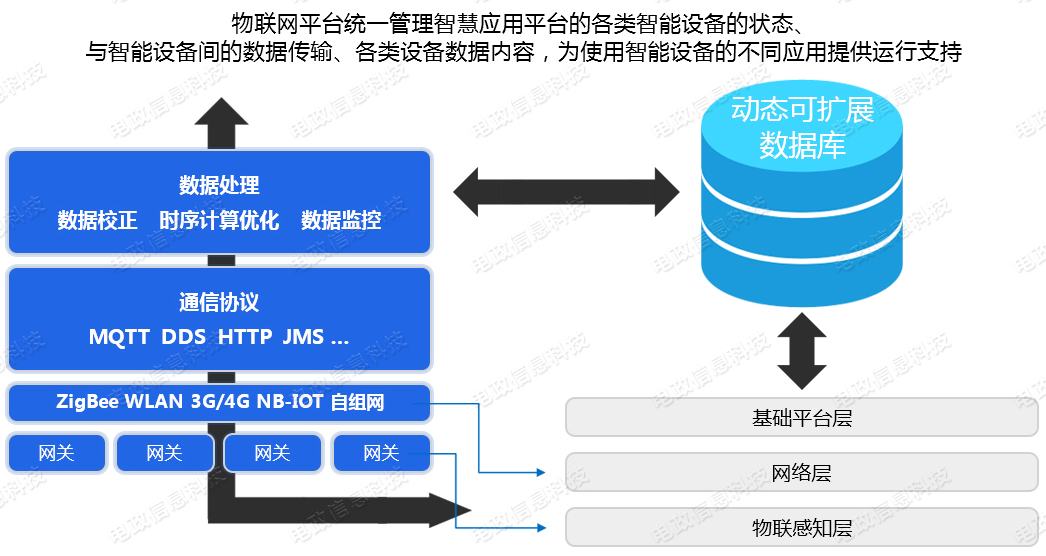 物联网平台统一管理智慧应用平台的各类智能设备的状态、
与智能设备间的数据传输、各类设备数据内容，为使用智能设备的不同应用提供运行支持
动态可扩展
数据库
数据处理
数据校正 时序计算优化 数据监控
通信协议
MQTT DDS HTTP JMS ...
ZigBee WLAN 3G/4G NB-IOT 自组网
网关 网关 网关 网关
基础平台层
网络层
物联感知层
电政信息科技